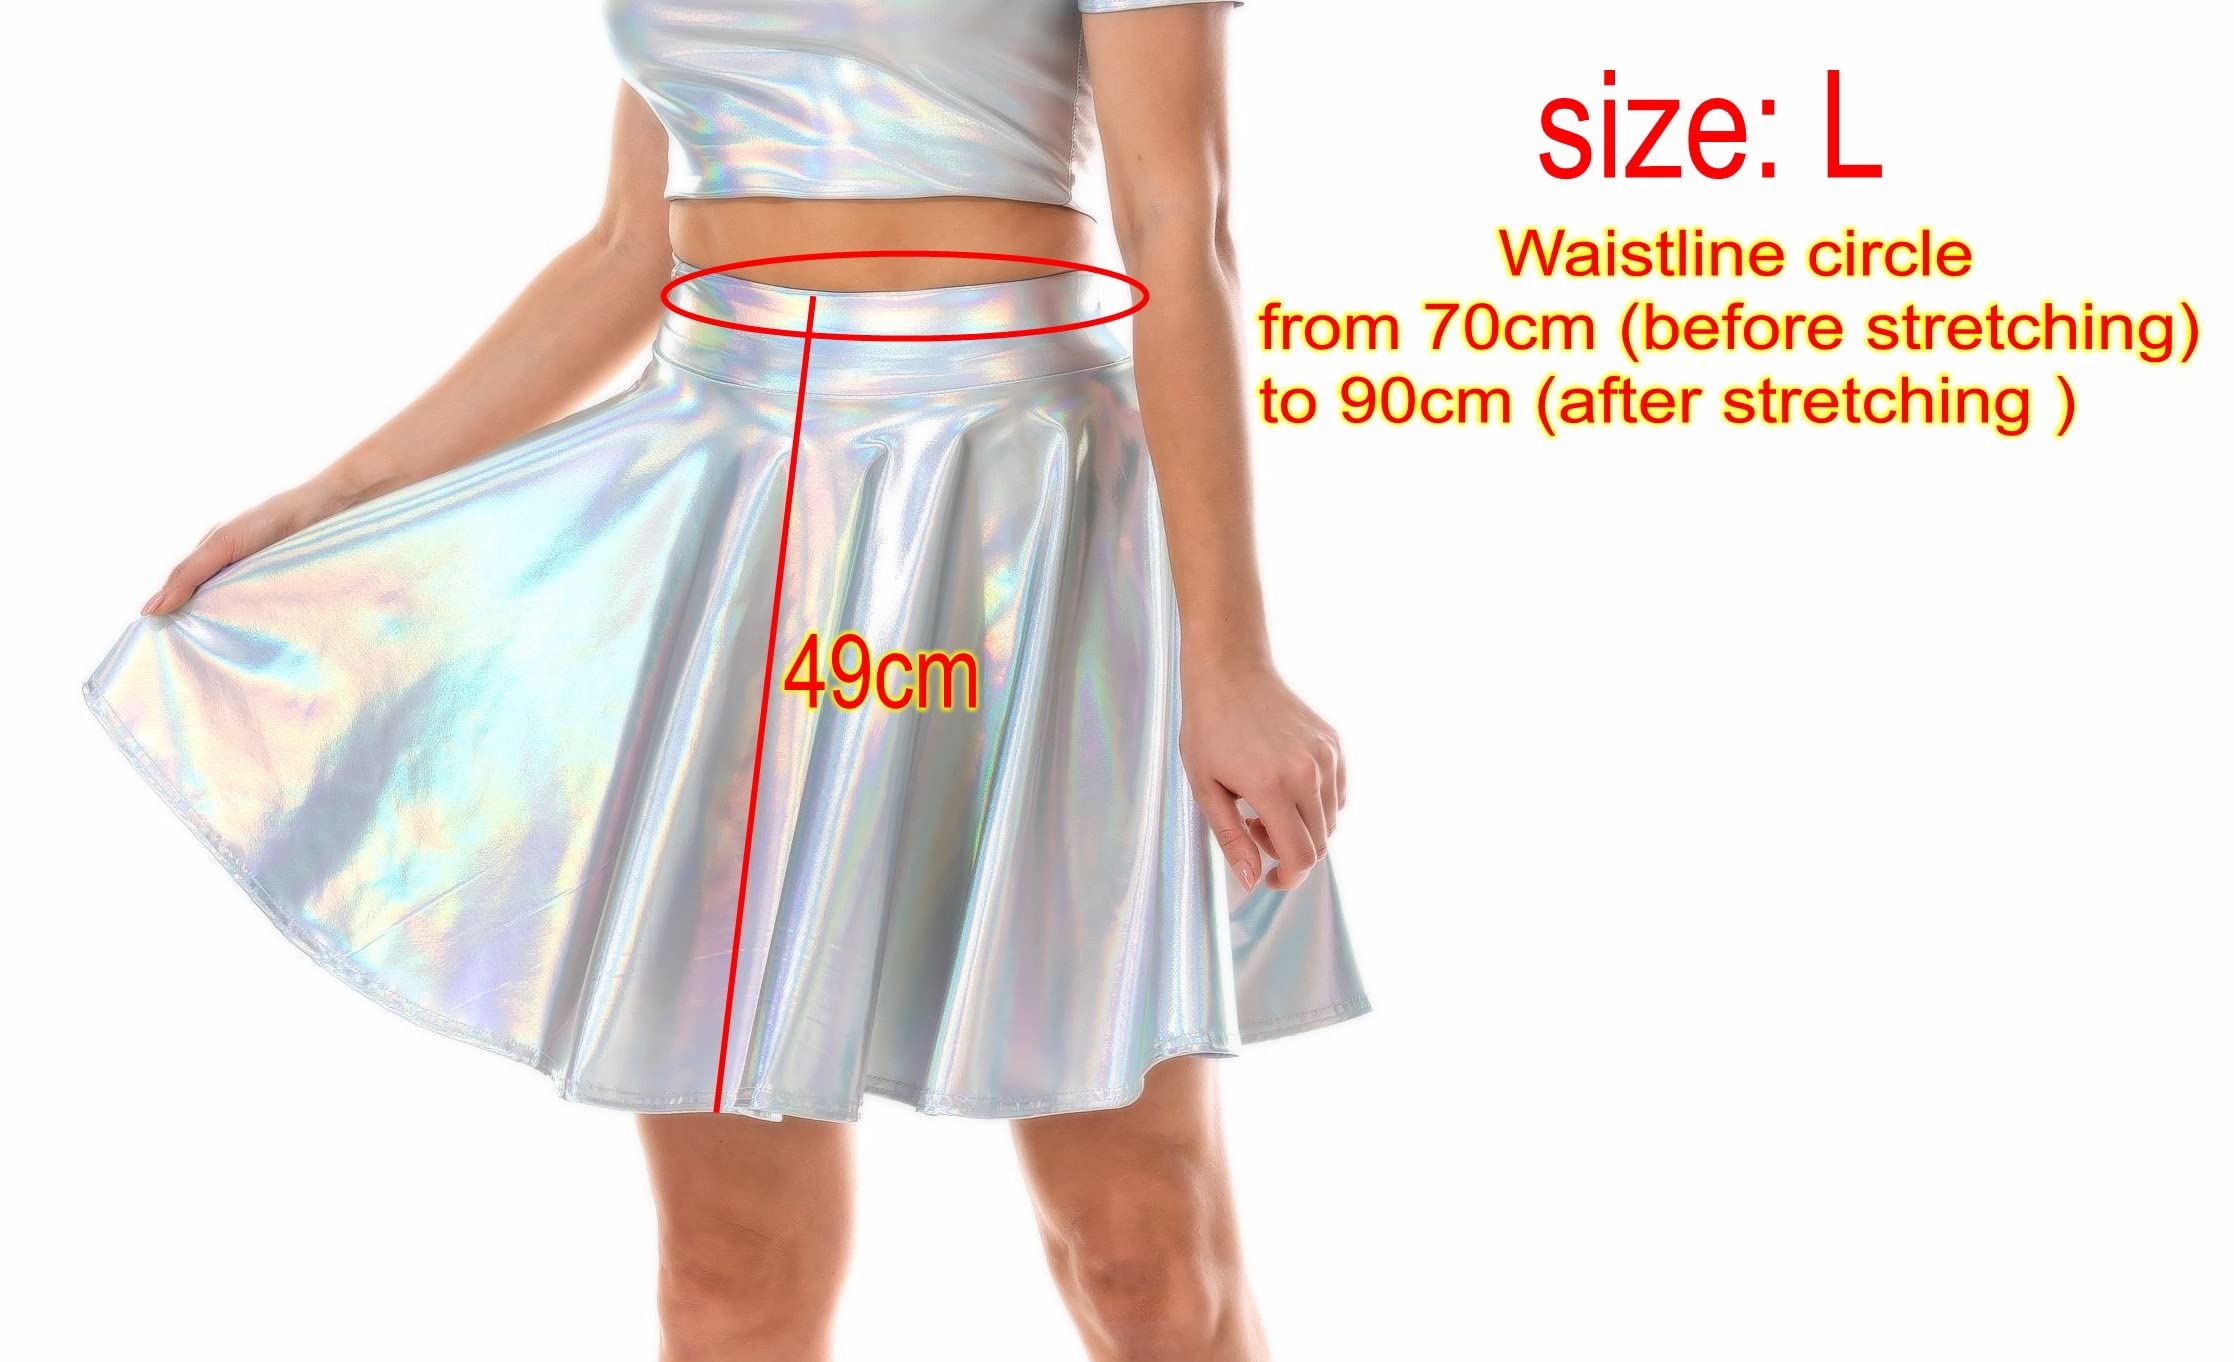 size: L
Waistline circle
from 70cm (before stretching)
to 90cm (after stretching )
49cm